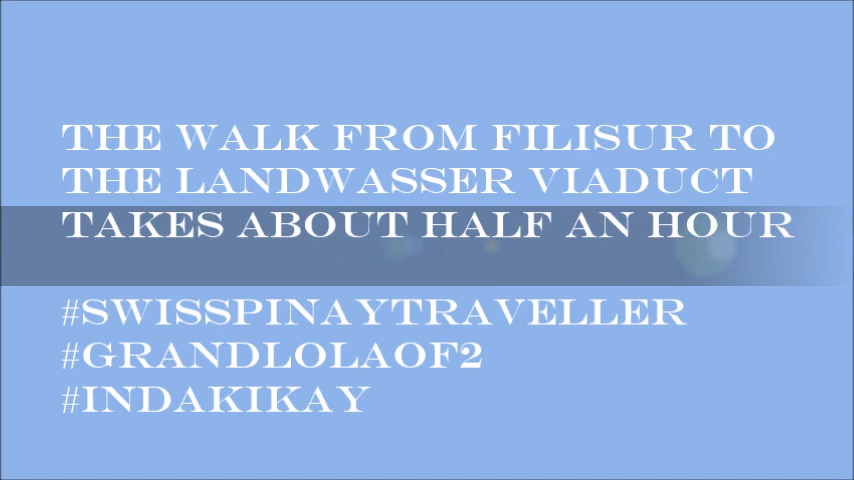 THE WALK FROM FILISUR TO
THE LANDWASSER VIADUCT
TAKES ABOUT HALF AN HOUR
#SWISSPINAYTRAVELLER
#GRANDLOLAOF2
#INDAKIKAY